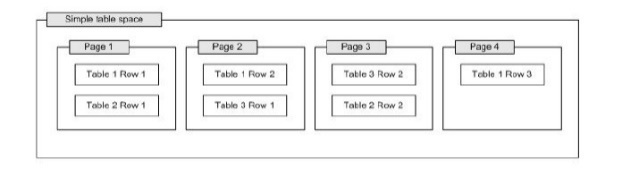 Simple table space
Page 1
Page 2
Page 3
Page 4
Table 1 Row 1
Table 1 Row 2
Table 3 Row 2
Table 1 Row 3
Table 2 Row 1
Table 3 Row 1
Table 2 Row 2